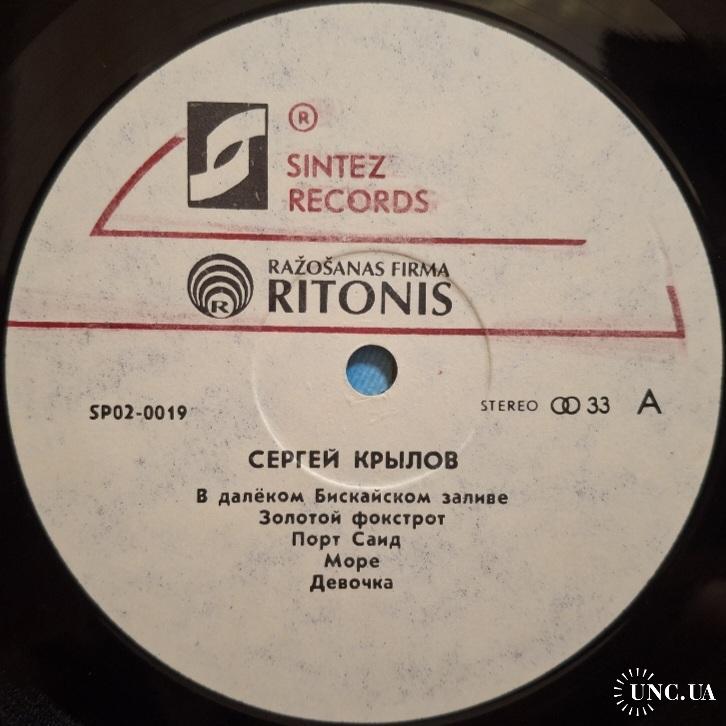 ®
SINTEZ
RECORDS
RAŽOŠANAS FIRMA
RITONIS
R
SP02-0019
STEREO 33 A
СЕРГЕЙ КРЫЛОВ
В далёком Бискайском заливе
Золотой фокстрот
Порт Саид
Море
Девочка
UNC.UA